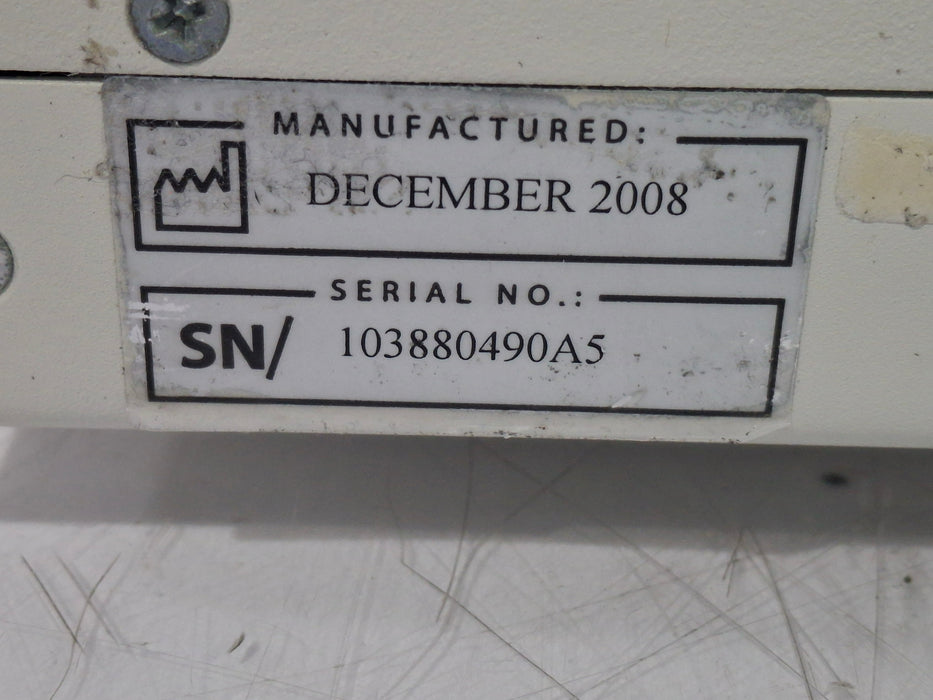 MANUFACTURED:
DECEMBER 2008
SERIAL NO.:
SN/ 103880490A5